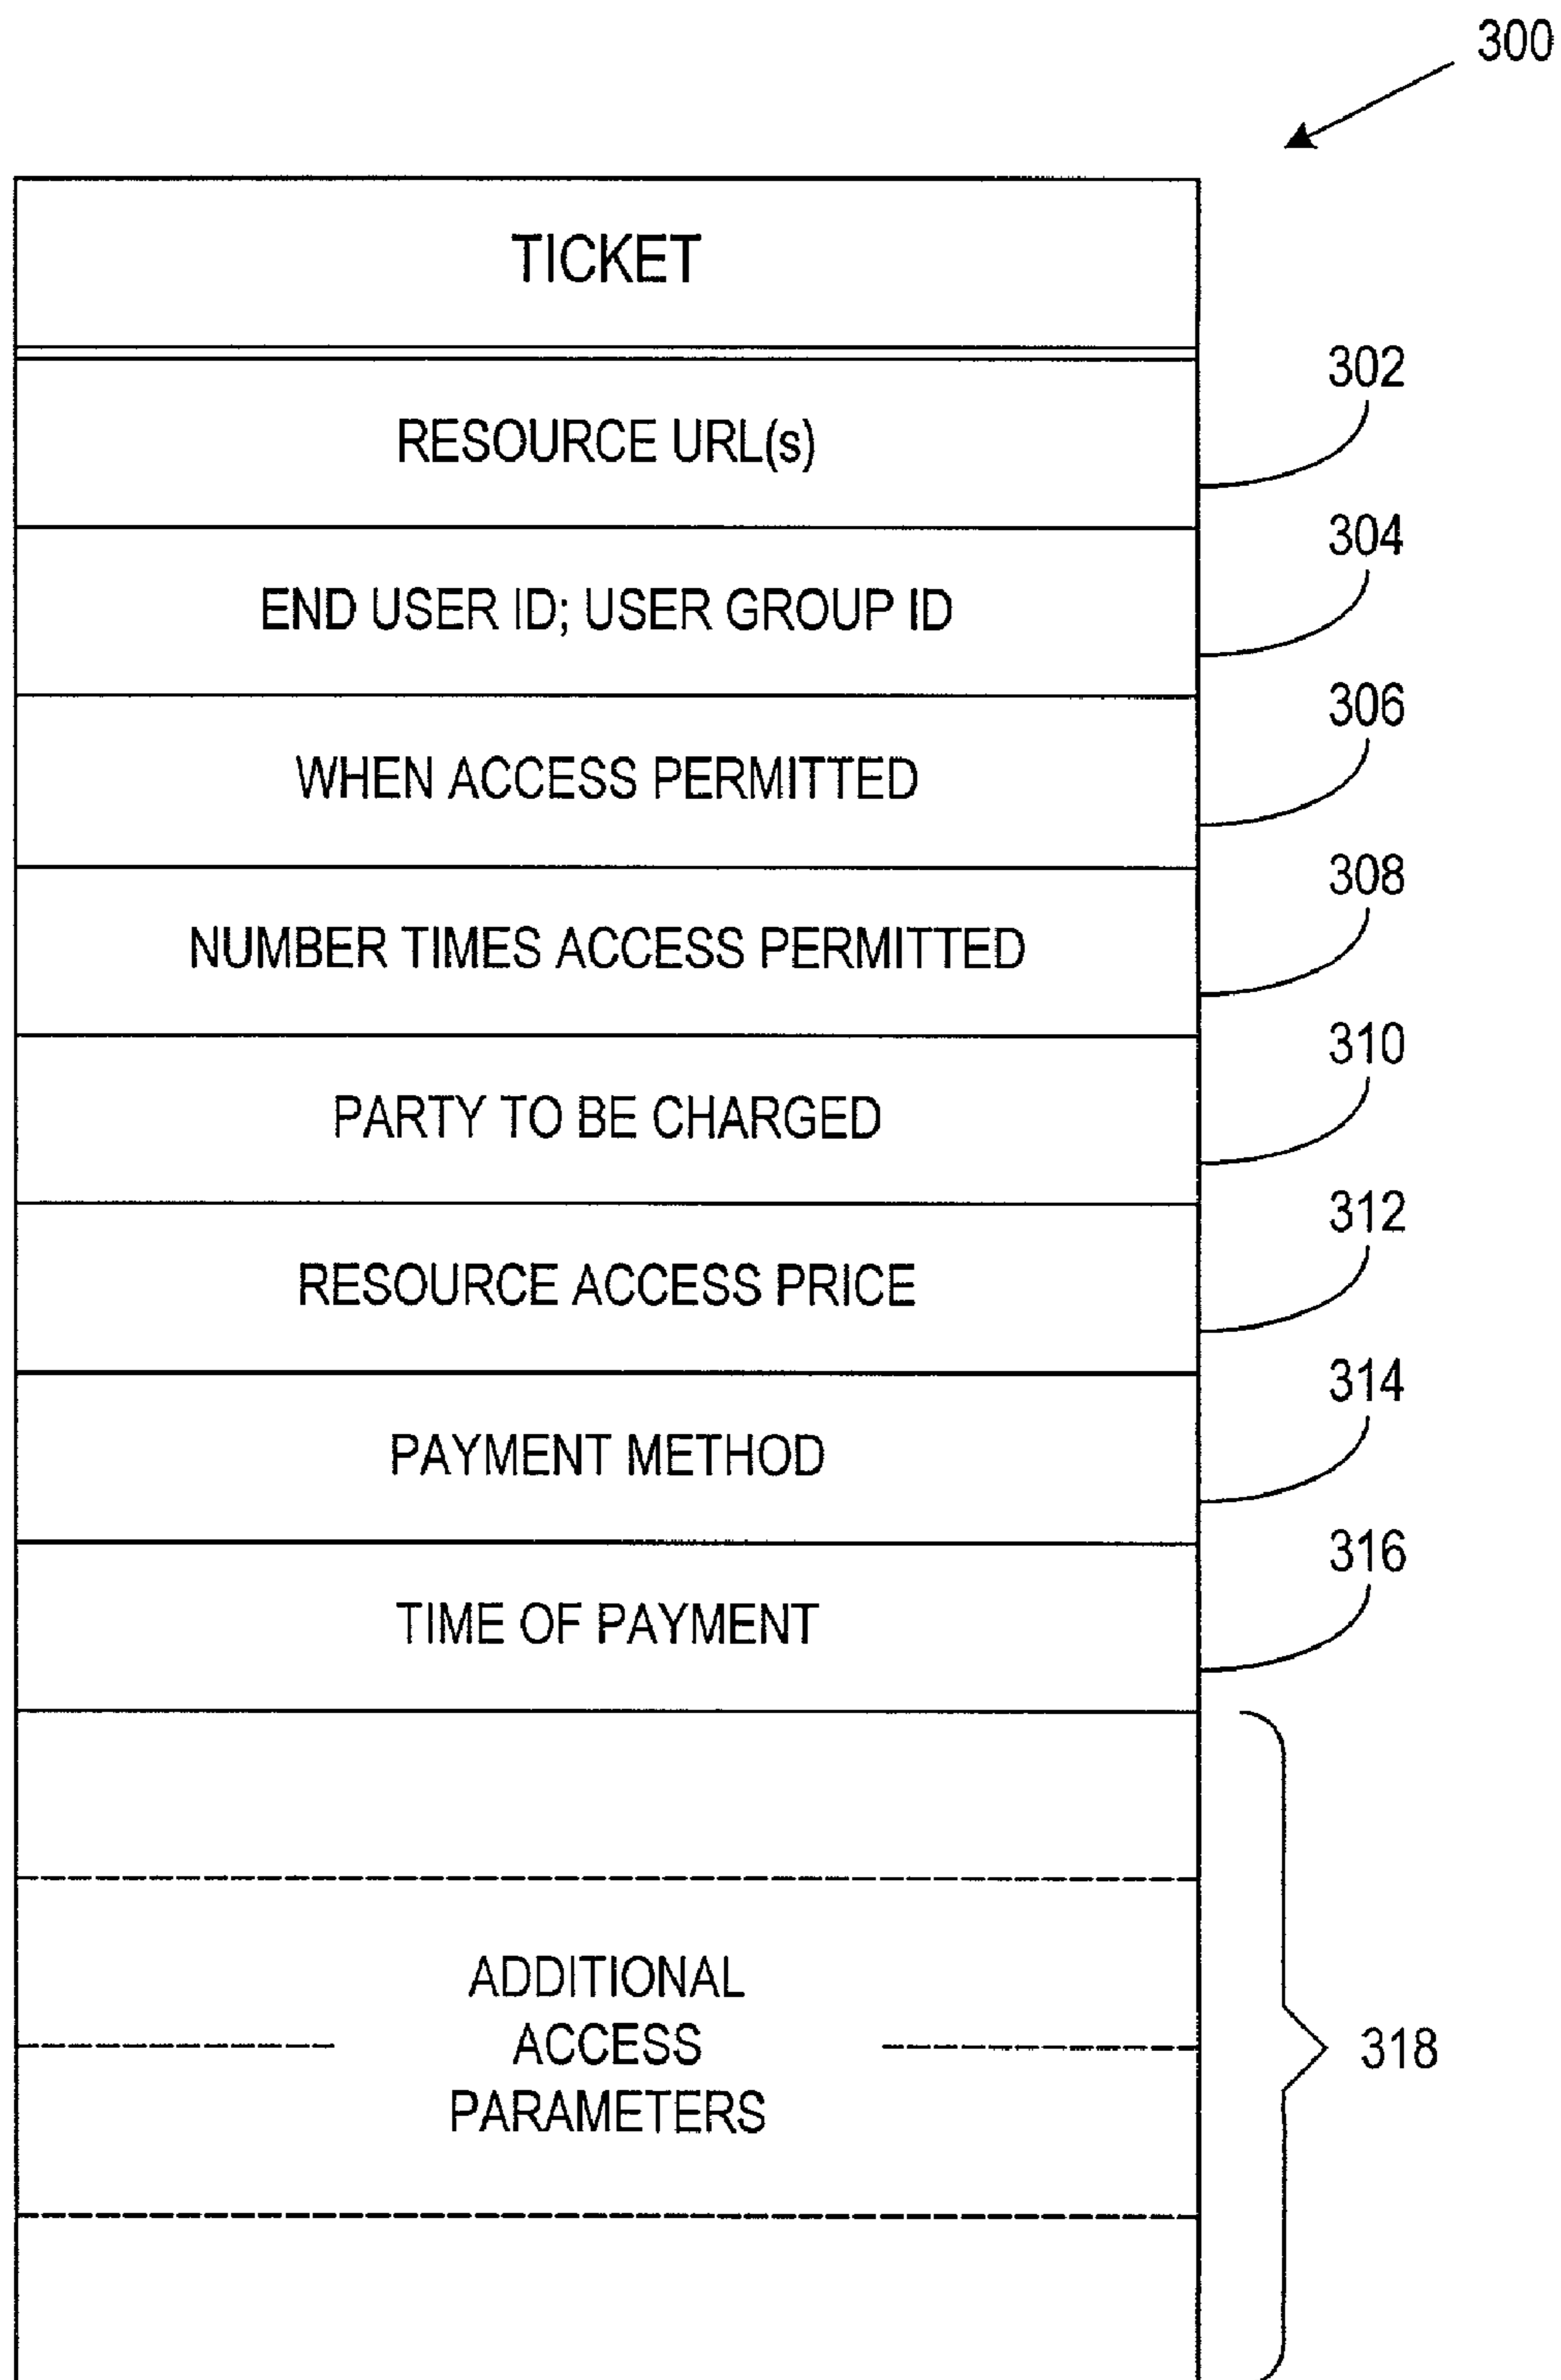 300
TICKET
302
RESOURCE URL(s)
304
END USER ID; USER GROUP ID
306
WHEN ACCESS PERMITTED
308
NUMBER TIMES ACCESS PERMITTED
310
PARTY TO BE CHARGED
312
RESOURCE ACCESS PRICE
314
PAYMENT METHOD
316
TIME OF PAYMENT
ADDITIONAL
ACCESS
PARAMETERS
318